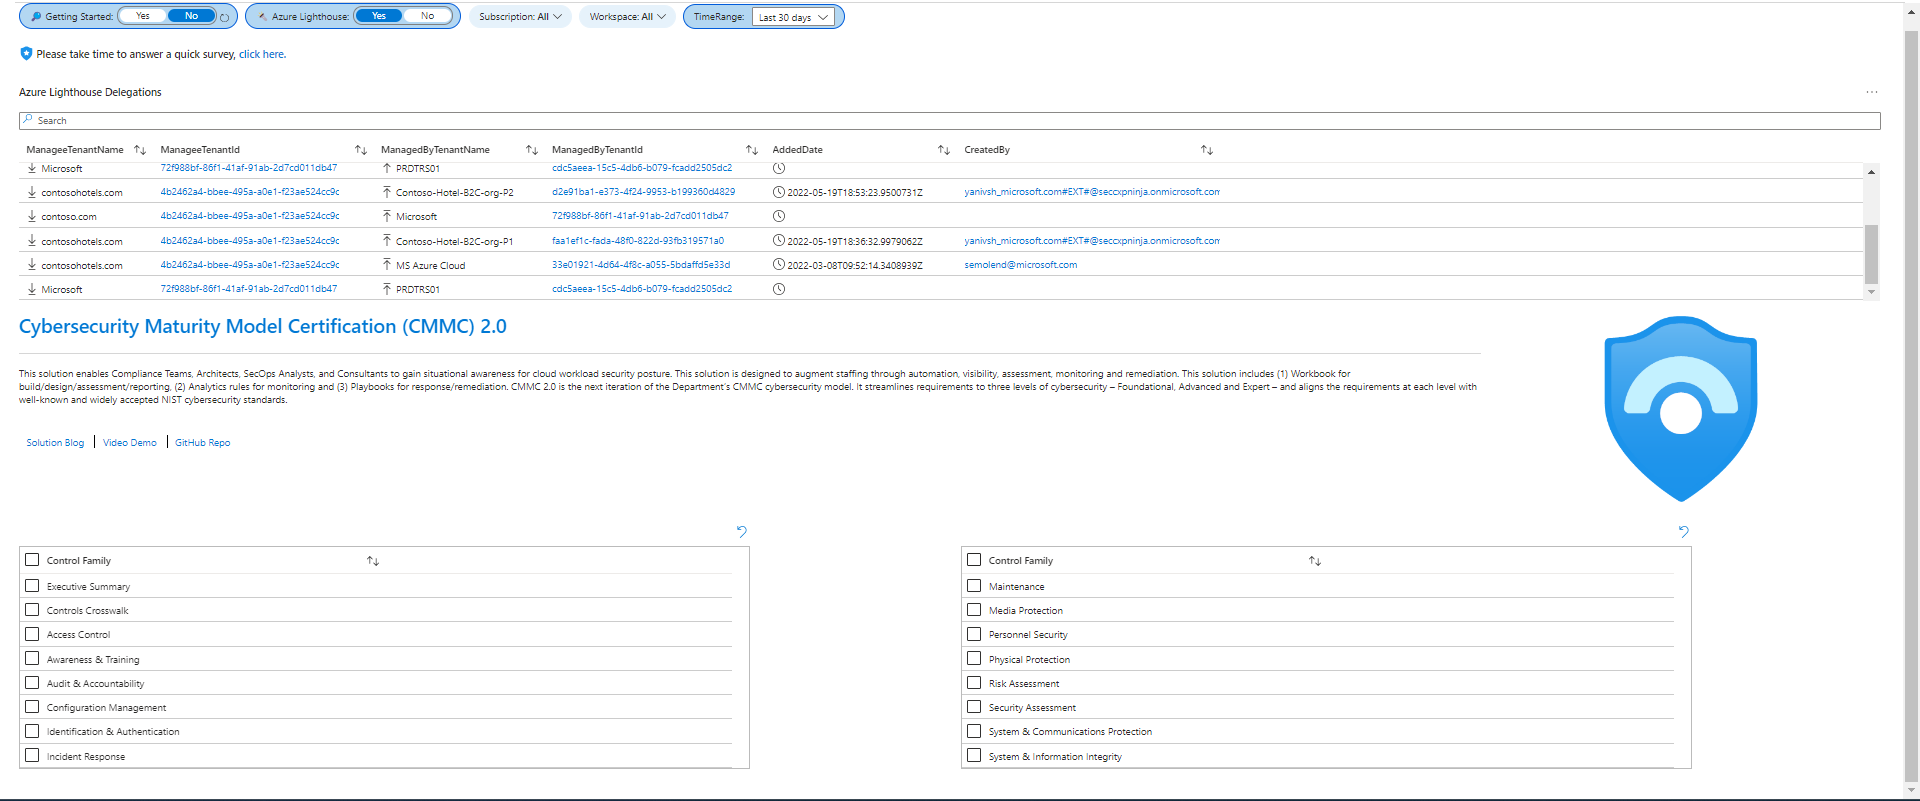 Getting Started: Yes No Azure Lighthouse: Yes No Subscription: All Workspace: All TimeRange: Last 30 days
Please take time to answer a quick survey, click here.
Azure Lighthouse Delegations
Search
ManageeTenantName ManageeTenantId ManagedByTenantName ManagedByTenantId AddedDate CreatedBy
Microsoft 72f988bf-86f1-41af-91ab-2d7cd011db47 PRDTRS01 cdc5aeea-15c5-4db6-b079-fcadd2505dc2
contosohotels.com 4b2462a4-bbee-495a-a0e1-f23ae524cc9c Contoso-Hotel-B2C-org-P2 d2e91ba1-e373-4f24-9953-b199360d4829 2022-05-19T18:53:23.9500731Z yanivsh_microsoft.com#EXT#@seccxpninja.onmicrosoft.com
contoso.com 4b2462a4-bbee-495a-a0e1-f23ae524cc9c Microsoft 72f988bf-86f1-41af-91ab-2d7cd011db47
contosohotels.com 4b2462a4-bbee-495a-a0e1-f23ae524cc9c Contoso-Hotel-B2C-org-P1 faa1ef1c-fada-48f0-822d-93fb319571a0 2022-05-19T18:36:32.9979062Z yanivsh_microsoft.com#EXT#@seccxpninja.onmicrosoft.com
contosohotels.com 4b2462a4-bbee-495a-a0e1-f23ae524cc9c MS Azure Cloud 33e01921-4d64-4f8c-a055-5bdaffd5e33d 2022-03-08T09:52:14.3408939Z semolend@microsoft.com
Microsoft 72f988bf-86f1-41af-91ab-2d7cd011db47 PRDTRS01 cdc5aeea-15c5-4db6-b079-fcadd2505dc2
Cybersecurity Maturity Model Certification (CMMC) 2.0
This solution enables Compliance Teams, Architects, SecOps Analysts, and Consultants to gain situational awareness for cloud workload security posture. This solution is designed to augment staffing through automation, visibility, assessment, monitoring and remediation. This solution includes (1) Workbook for
build/design/assessment/reporting, (2) Analytics rules for monitoring and (3) Playbooks for response/remediation. CMMC 2.0 is the next iteration of the Department's CMMC cybersecurity model. It streamlines requirements to three levels of cybersecurity – Foundational, Advanced and Expert – and aligns the requirements at each level with
well-known and widely accepted NIST cybersecurity standards.
Solution Blog Video Demo GitHub Repo
Control Family
Executive Summary
Controls Crosswalk
Access Control
Awareness & Training
Audit & Accountability
Configuration Management
Identification & Authentication
Incident Response
Control Family
Maintenance
Media Protection
Personnel Security
Physical Protection
Risk Assessment
Security Assessment
System & Communications Protection
System & Information Integrity